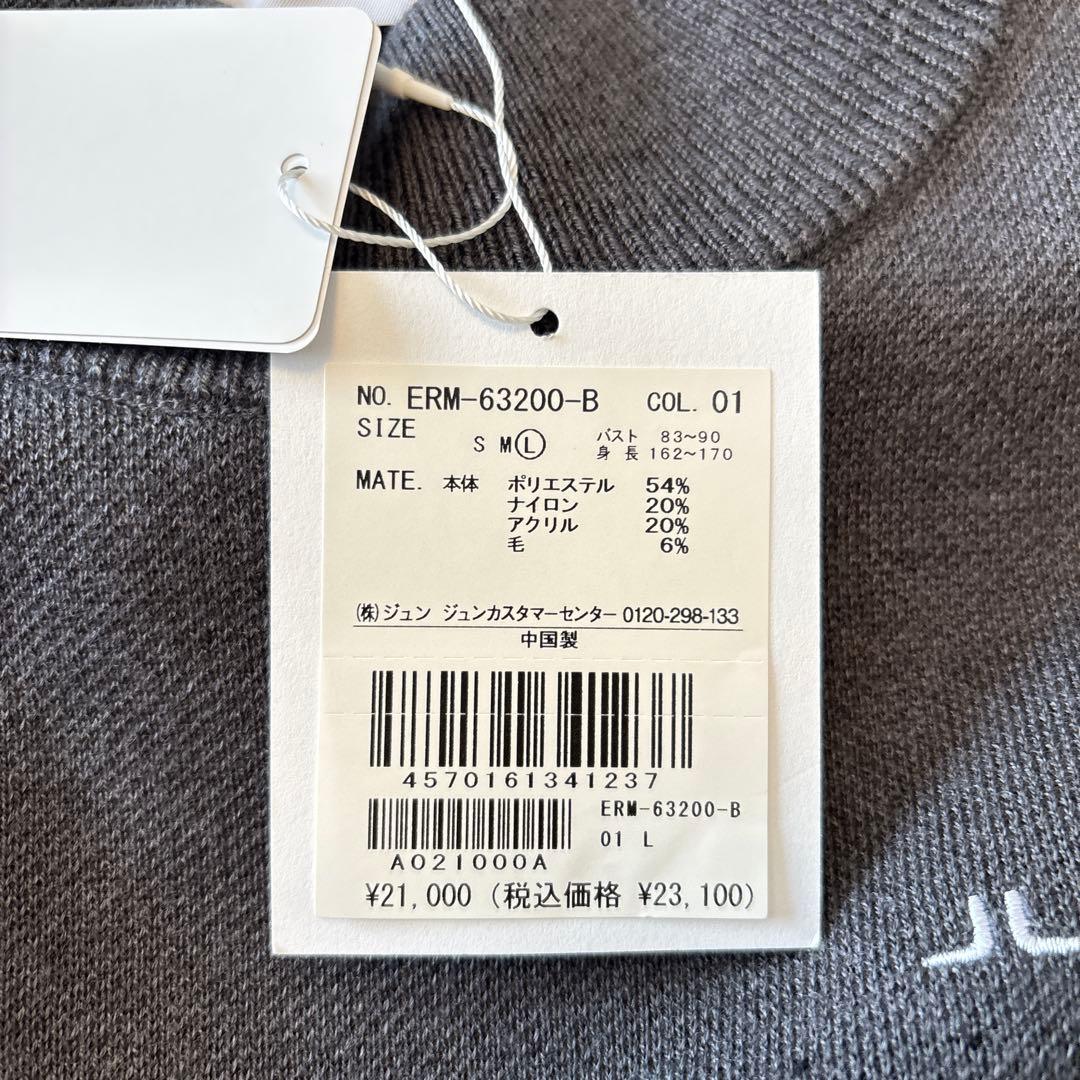 NO. ERM-63200-B COL. 01
SIZE S M Ⓛ バスト 83~90
身長 162~170
MATE. 本体 ポリエステル 54%
ナイロン 20%
アクリル 20%
毛 6%
(株)ジュン ジュンカスタマーセンター 0120-298-133
中国製
4570161341237
ERM-63200-B
01 L
A021000A
¥21,000 (税込価格 ¥23,100)